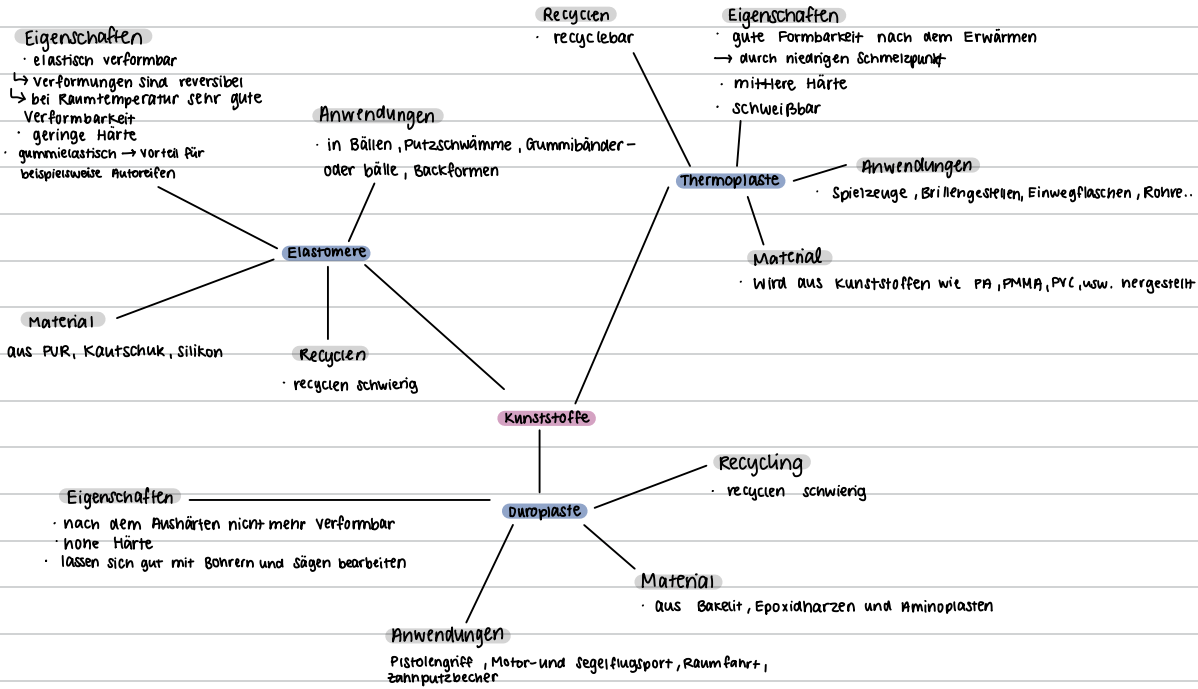 Eigenschaften
· elastisch verformbar
↳ Verformungen sind reversibel
↳ bei Raumtemperatur sehr gute
Verformbarkeit
· geringe Härte
· gummielastisch → Vorteil für
beispielsweise Autoreifen
Anwendungen
· in Bällen, Putzschwämme, Gummibänder-
oder bälle, Backformen
Elastomere
Material
aus PUR, Kautschuk, Silikon
Recyclen
· recyclen schwierig
Recyclen
· recyclebar
Eigenschaften
· gute Formbarkeit nach dem Erwärmen
→ durch niedrigen Schmelzpunkt
· mittlere Härte
· schweißbar
Thermoplaste
Anwendungen
· Spielzeuge, Brillengestellen, Einwegflaschen, Rohre..
Material
· Wird aus Kunststoffen wie PA, PMMA, PVC, usw. hergestellt
Kunststoffe
Duroplaste
Eigenschaften
· nach dem Aushärten nicht mehr verformbar
· hohe Härte
· lassen sich gut mit Bohrern und Sägen bearbeiten
Recycling
· recyclen schwierig
Material
· aus Bakelit, Epoxidharzen und Aminoplasten
Anwendungen
Pistolengriff, Motor-und Segelflugsport, Raumfahrt,
Zahnputzbecher